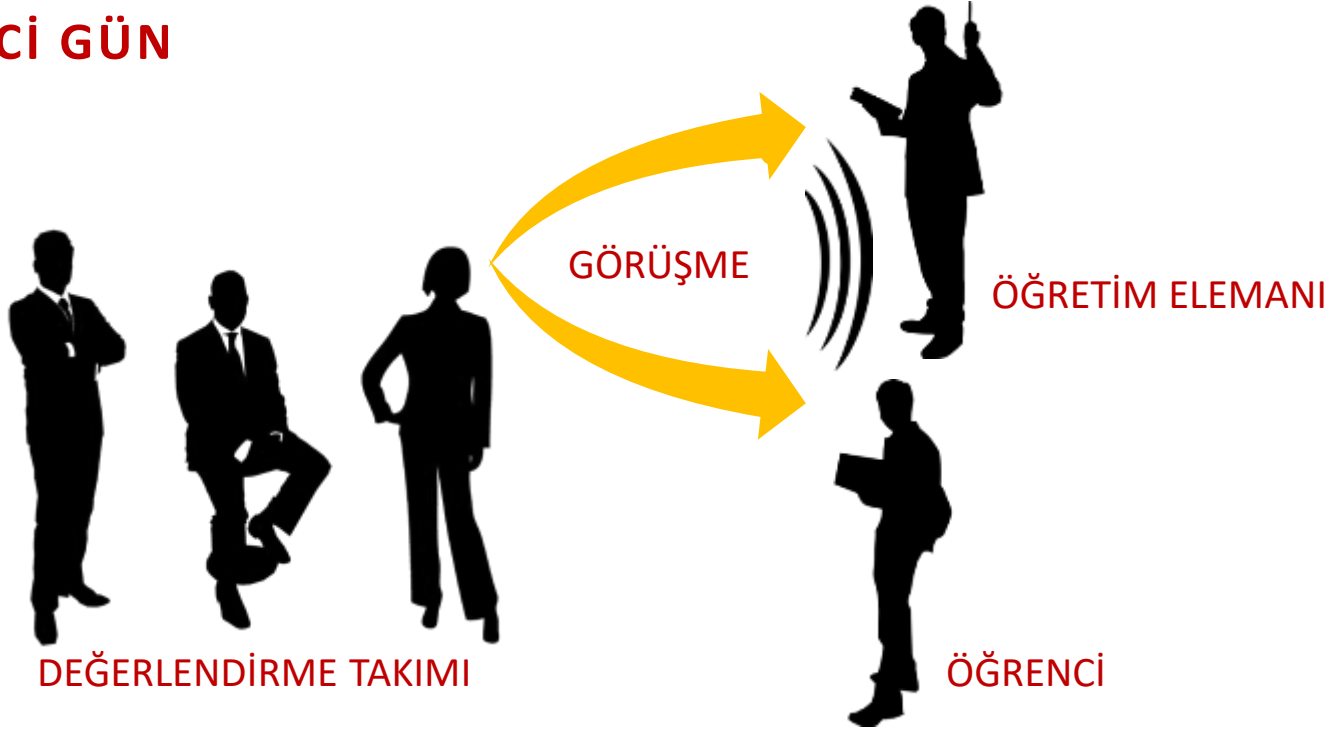 Cİ GÜN
GÖRÜŞME
ÖĞRETİM ELEMANI
DEĞERLENDİRME TAKIMI
ÖĞRENCİ